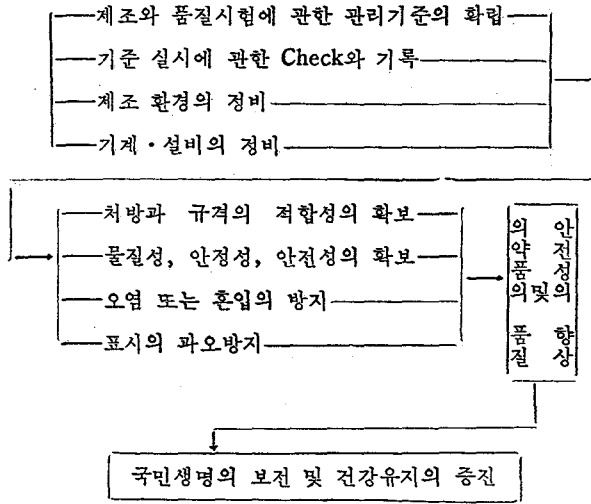 제조와 품질시험에 관한 관리기준의 확립
기준 실시에 관한 Check와 기록
제조 환경의 정비
기계・설비의 정비
처방과 규격의 적합성의 확보
물질성, 안정성, 안전성의 확보
오염 또는 혼입의 방지
표시의 과오방지
의약품의 품질
및
안전성의 향상
국민생명의 보전 및 건강유지의 증진